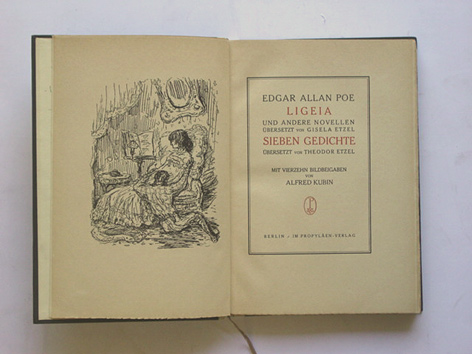 EDGAR ALLAN POE
LIGEIA
UND ANDERE NOVELLEN
ÜBERSETZT VON GISELA ETZEL
SIEBEN GEDICHTE
ÜBERSETZT VON THEODOR ETZEL
MIT VIERZEHN BILDBEIGABEN
VON
ALFRED KUBIN
BERLIN – IM PROPYLÄEN-VERLAG